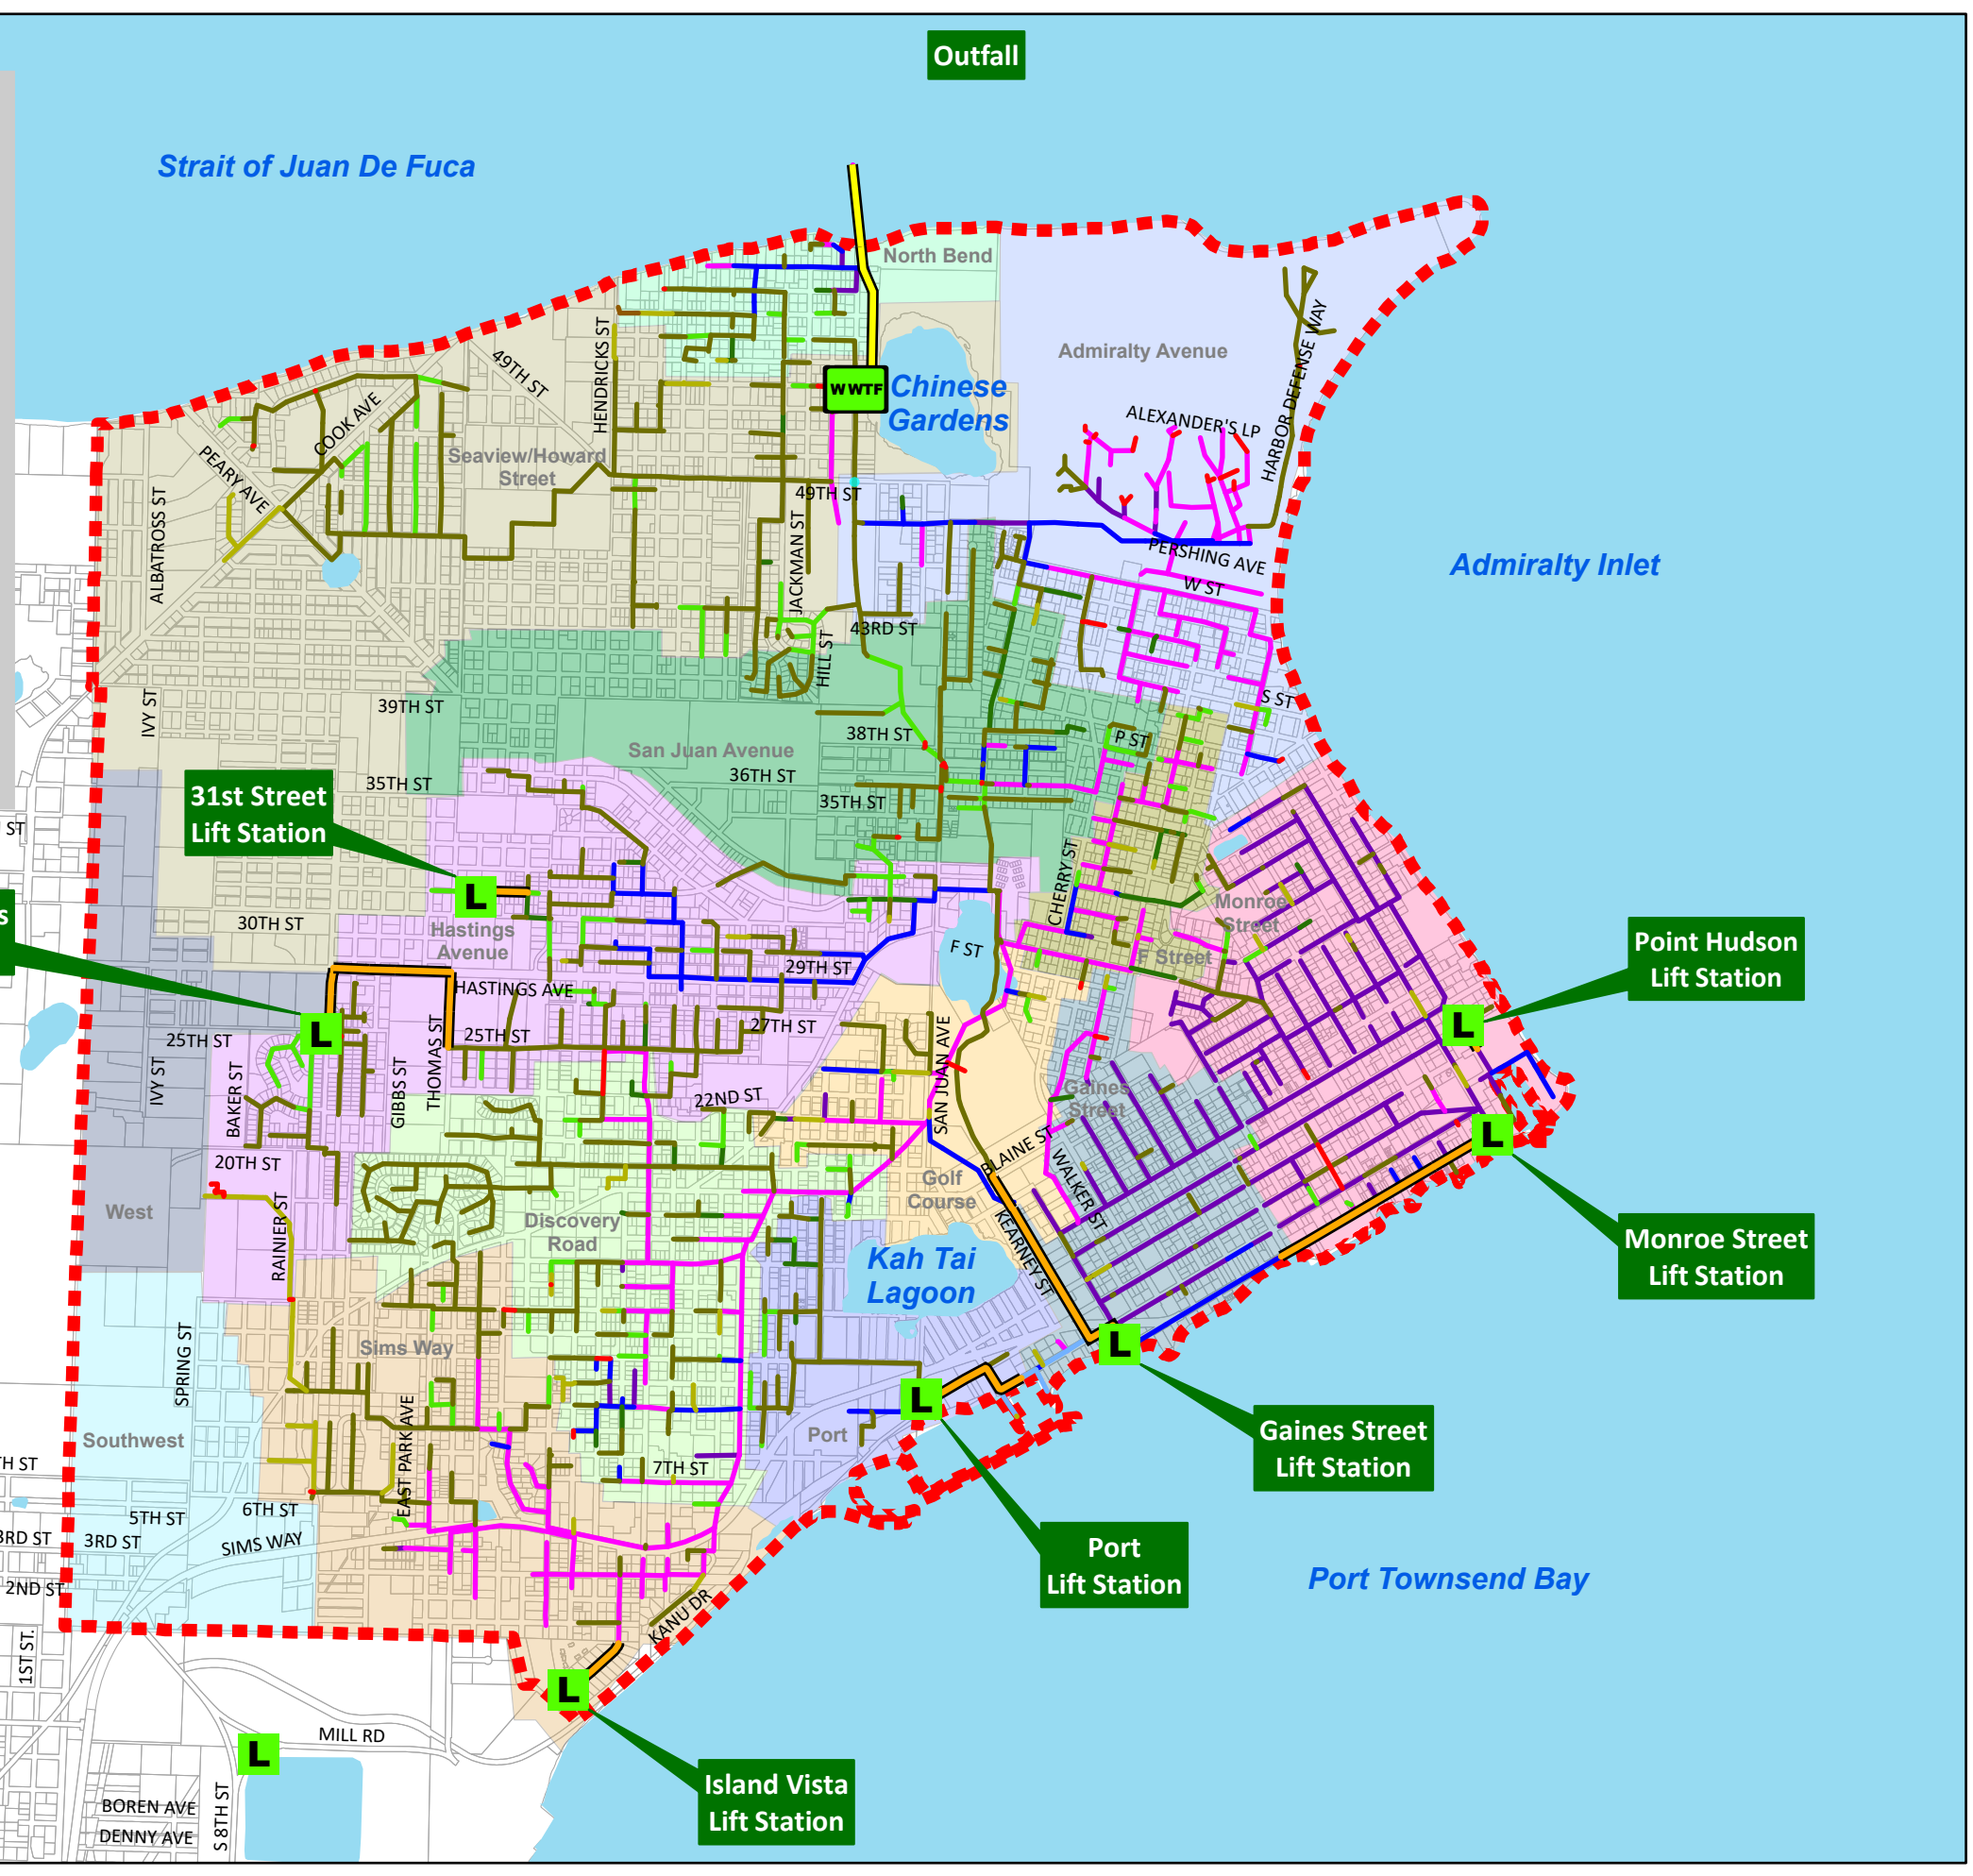 Outfall
Strait of Juan De Fuca
North Bend
Admiralty Avenue
HARBOR DEFENSE WAY
HENDRICKS ST
49TH ST
WWTF
Chinese
Gardens
COOK AVE
ALEXANDER'S LP
Seaview/Howard
Street
PEARY AVE
ALBATROSS ST
49TH ST
JACKMAN ST
PERSHING AVE
Admiralty Inlet
W ST
43RD ST
HILL ST
IVY ST
39TH ST
S ST
38TH ST
P ST
San Juan Avenue
36TH ST
35TH ST
35TH ST
31st Street
Lift Station
ST
L
CHERRY ST
s
30TH ST
Hastings
Avenue
Monroe
Street
F ST
F Street
29TH ST
Point Hudson
Lift Station
HASTINGS AVE
L
L
25TH ST
25TH ST
27TH ST
THOMAS ST
SAN JUAN AVE
IVY ST
BAKER ST
GIBBS ST
22ND ST
Gaines
Street
L
20TH ST
BLAINE ST
WALKER ST
Golf
Course
West
RAINIER ST
Discovery
Road
KEARNEY ST
Monroe Street
Lift Station
Kah Tai
Lagoon
SPRING ST
Sims Way
L
L
EAST PARK AVE
Gaines Street
Lift Station
Southwest
Port
TH ST
7TH ST
6TH ST
5TH ST
3RD ST
3RD ST
SIMS WAY
Port
Lift Station
2ND ST
Port Townsend Bay
KANU DR
1ST ST.
L
MILL RD
L
Island Vista
Lift Station
BOREN AVE
S 8TH ST
DENNY AVE